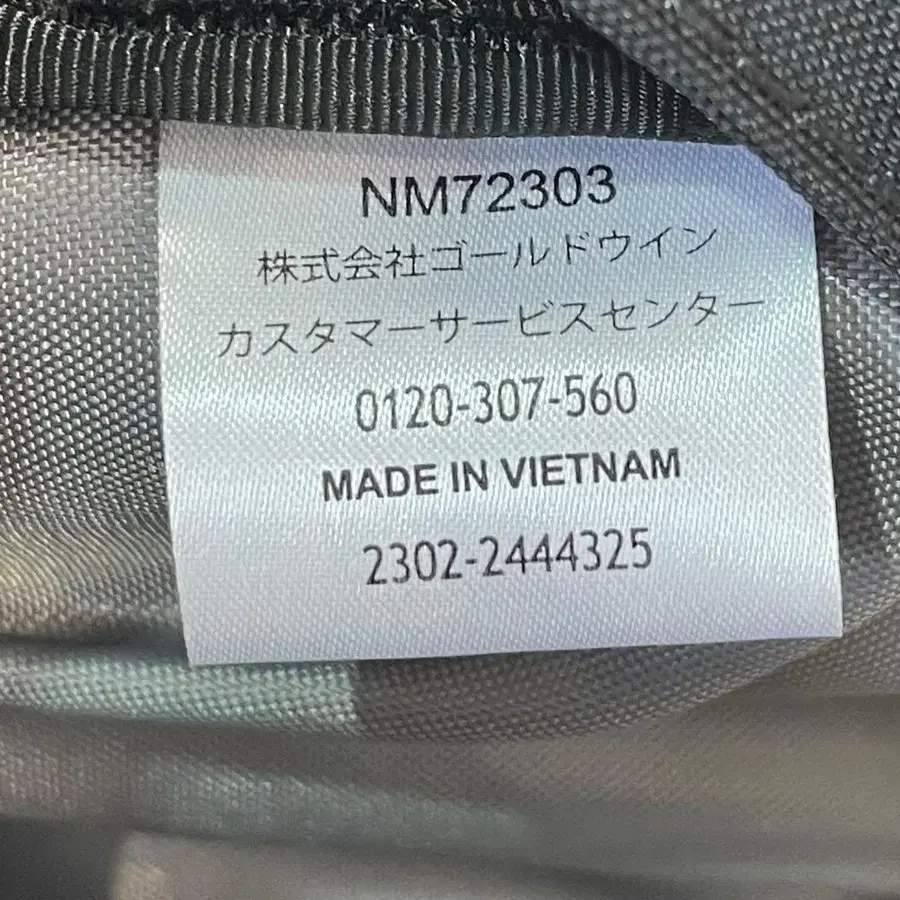 NM72303
株式会社ゴールドウイン
カスタマーサービスセンター
0120-307-560
MADE IN VIETNAM
2302-2444325